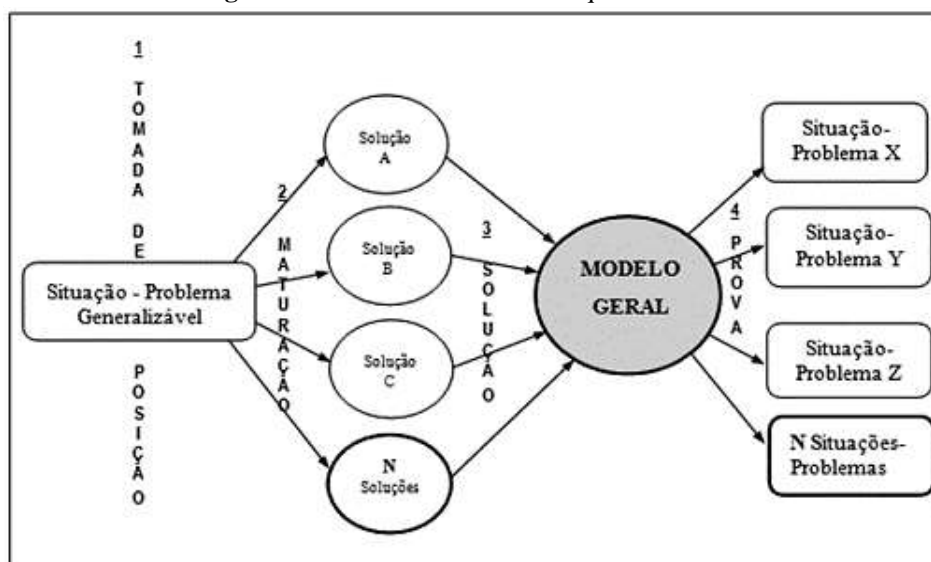 1 TOMADA DE POSIÇÃO
Situação - Problema
Generalizável
2 MATURAÇÃO
Solução
A
Solução
B
Solução
C
N
Soluções
3 SOLUÇÃO
MODELO
GERAL
4 PROVA
Situação-
Problema X
Situação-
Problema Y
Situação-
Problema Z
N Situações-
Problemas